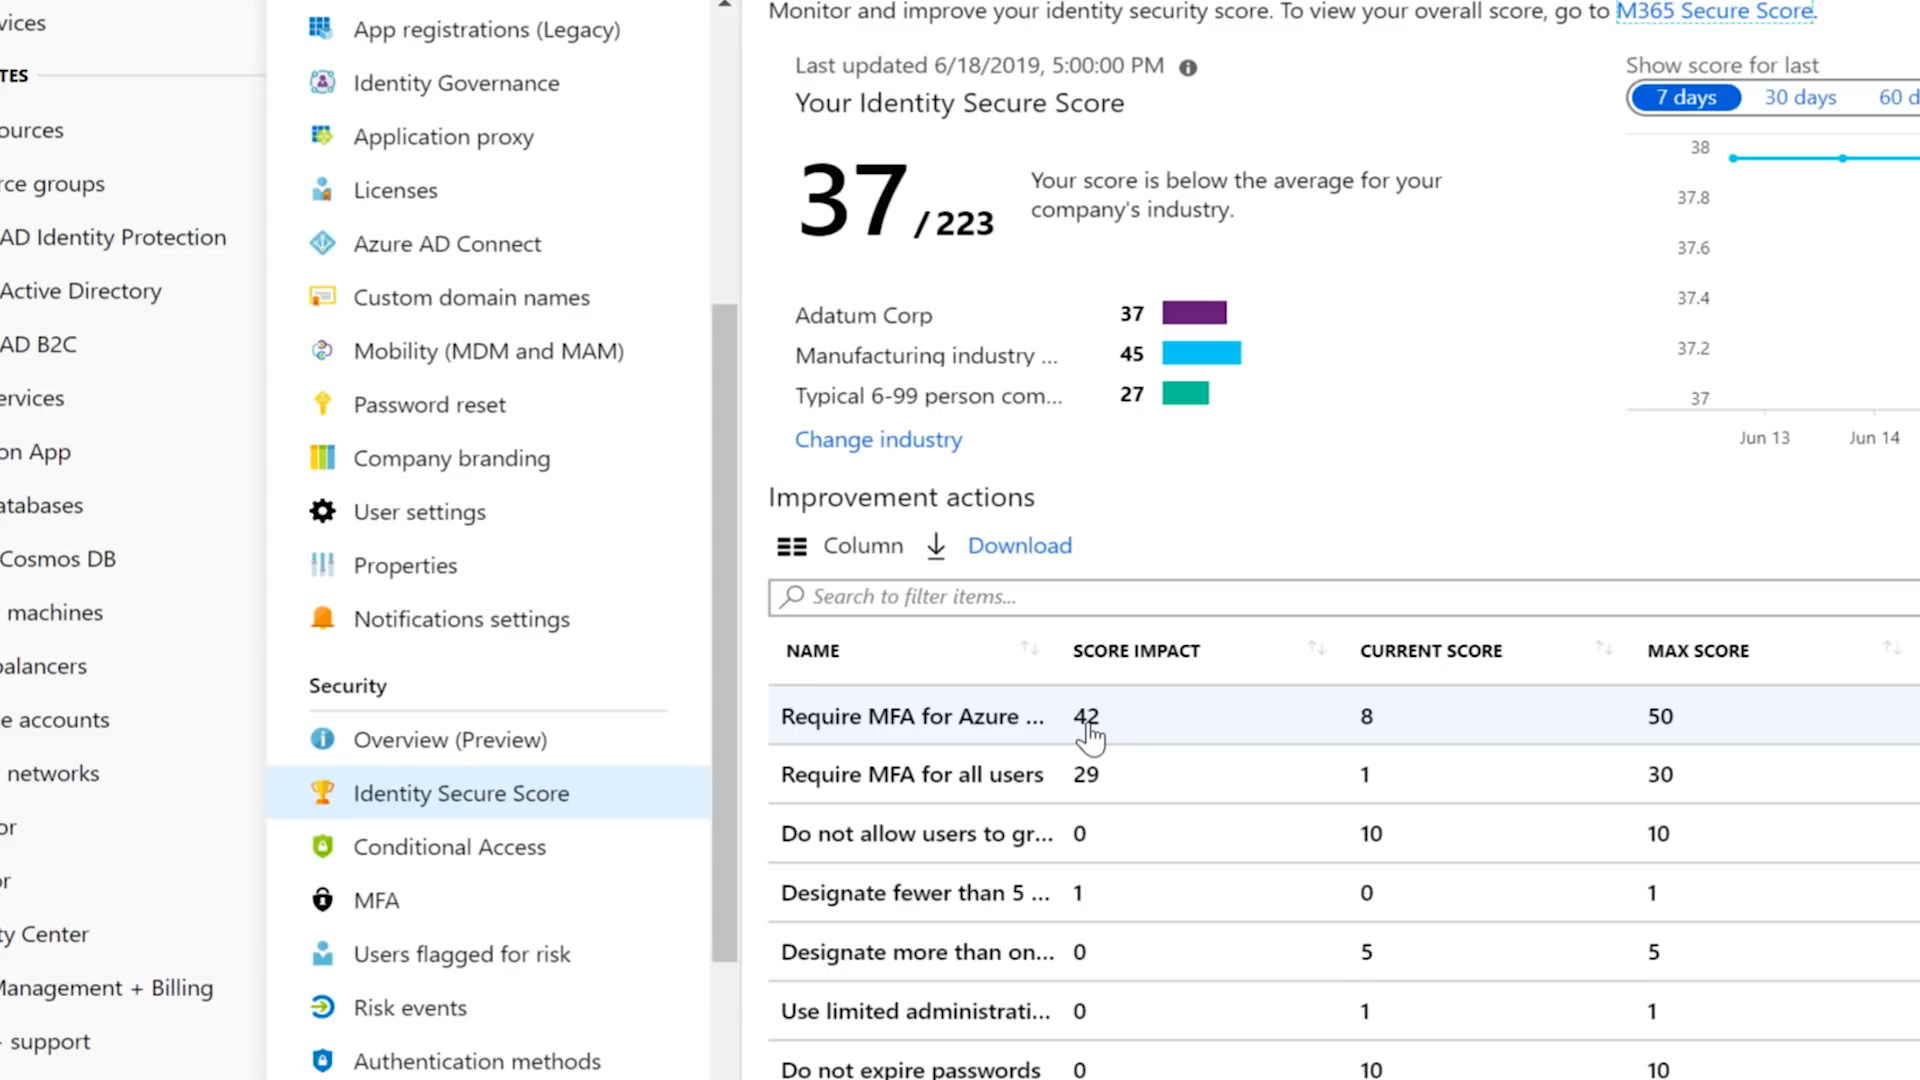 vices
TES
ources
rce groups
AD Identity Protection
Active Directory
AD B2C
ervices
on App
atabases
Cosmos DB
machines
balancers
e accounts
networks
or
r
ty Center
Management + Billing
support
App registrations (Legacy)
Identity Governance
Application proxy
Licenses
Azure AD Connect
Custom domain names
Mobility (MDM and MAM)
Password reset
Company branding
User settings
Properties
Notifications settings
Security
Overview (Preview)
Identity Secure Score
Conditional Access
MFA
Users flagged for risk
Risk events
Authentication methods
Monitor and improve your identity security score. To view your overall score, go to M365 Secure Score.
Last updated 6/18/2019, 5:00:00 PM
Your Identity Secure Score
37 / 223
Your score is below the average for your
company's industry.
Adatum Corp 37
Manufacturing industry ... 45
Typical 6-99 person com... 27
Change industry
Show score for last
7 days 30 days 60 d
38
37.8
37.6
37.4
37.2
37
Jun 13 Jun 14
Improvement actions
Column Download
Search to filter items...
NAME SCORE IMPACT CURRENT SCORE MAX SCORE
Require MFA for Azure ... 42 8 50
Require MFA for all users 29 1 30
Do not allow users to gr... 0 10 10
Designate fewer than 5 ... 1 0 1
Designate more than on... 0 5 5
Use limited administrati... 0 1 1
Do not expire passwords 0 10 10